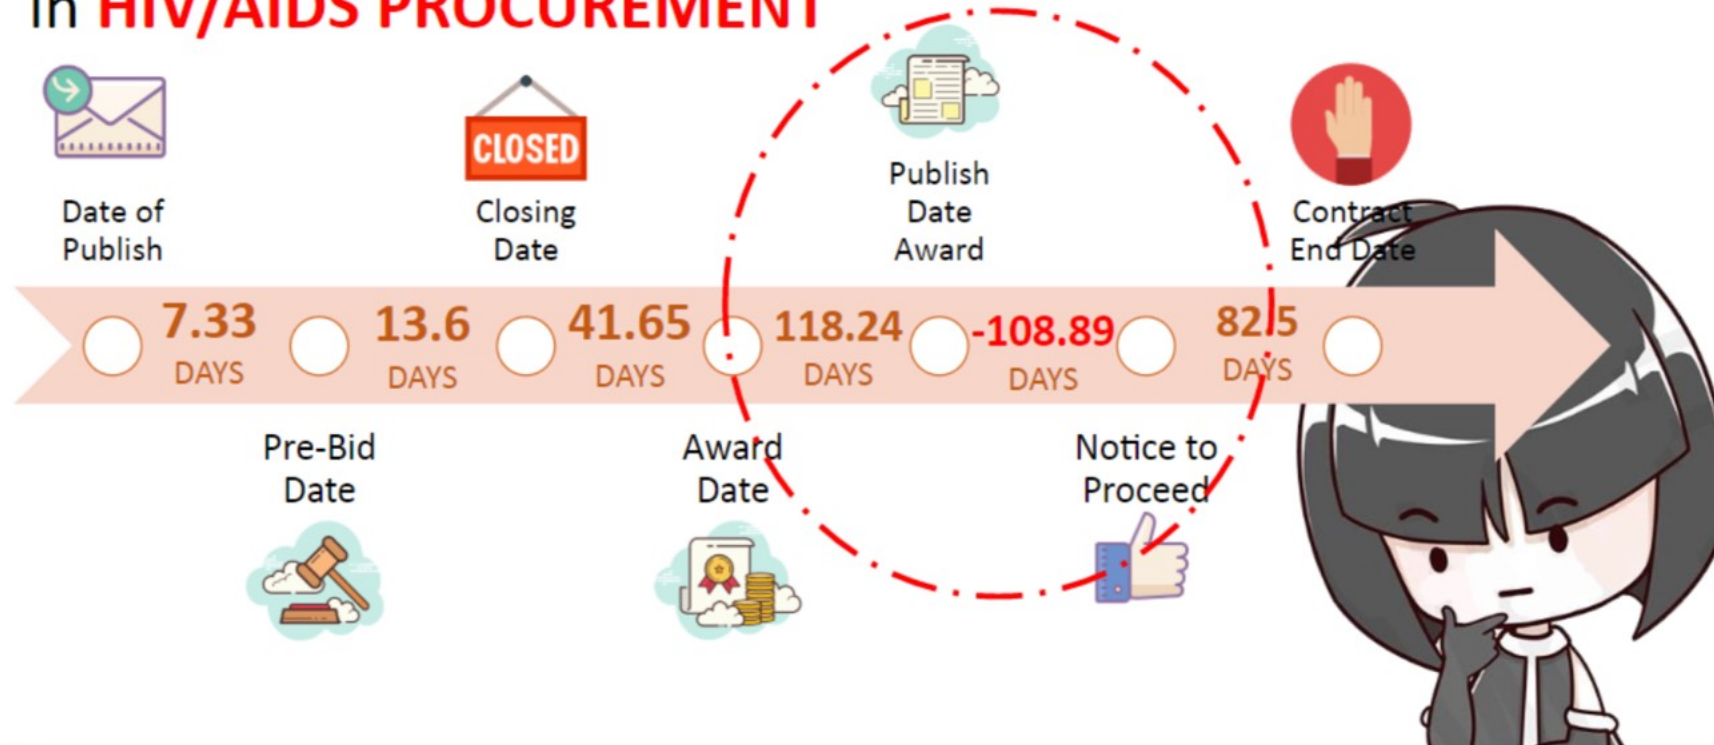 in HIV/AIDS PROCUREMENT
Date of
Publish
CLOSED
Closing
Date
Publish
Date
Award
Contract
End Date
7.33
DAYS
13.6
DAYS
41.65
DAYS
118.24
DAYS
-108.89
DAYS
82.5
DAYS
Pre-Bid
Date
Award
Date
Notice to
Proceed